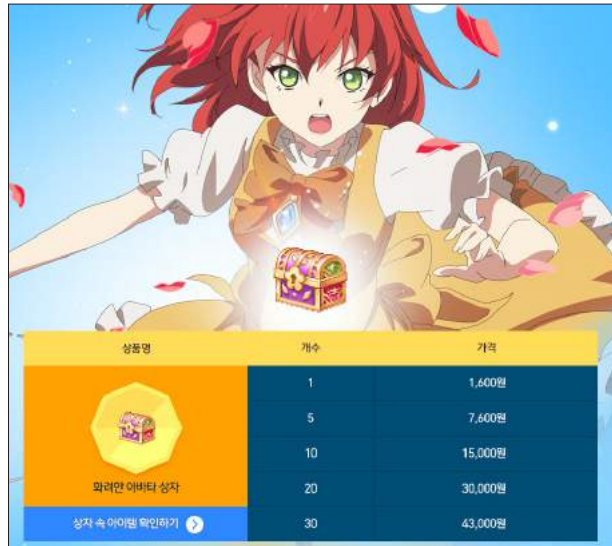 상품명 개수 가격
1 1,600원
5 7,600원
10 15,000원
20 30,000원
30 43,000원
화려한 아바타 상자
상자 속 아이템 확인하기